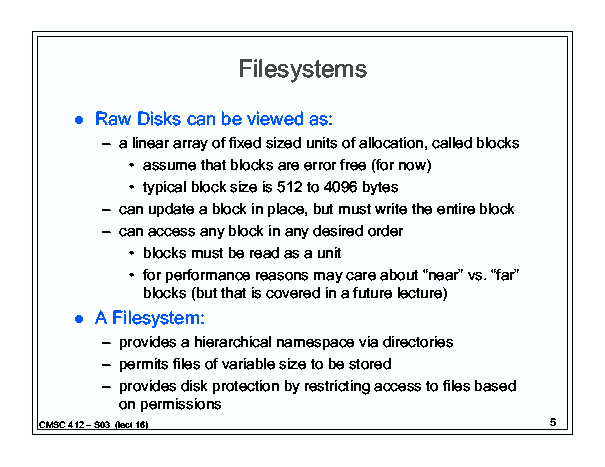 Filesystems
● Raw Disks can be viewed as:
– a linear array of fixed sized units of allocation, called blocks
• assume that blocks are error free (for now)
• typical block size is 512 to 4096 bytes
– can update a block in place, but must write the entire block
– can access any block in any desired order
• blocks must be read as a unit
• for performance reasons may care about “near” vs. “far”
blocks (but that is covered in a future lecture)
● A Filesystem:
– provides a hierarchical namespace via directories
– permits files of variable size to be stored
– provides disk protection by restricting access to files based
on permissions
CMSC 412 – S03 (lect 16)
5